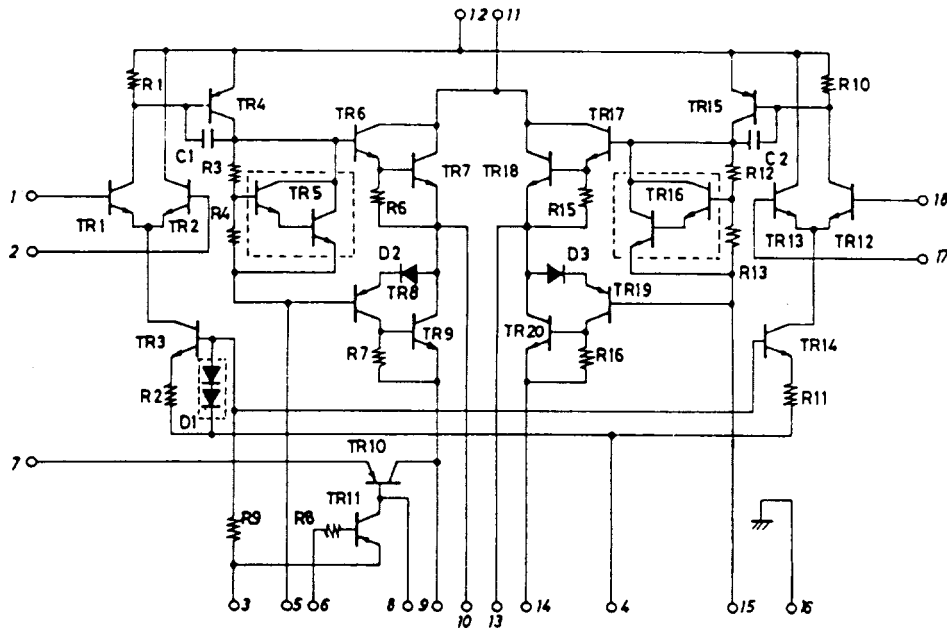 12 11
R1 R10
TR4 TR6 TR17 TR15
C1 C2
R3 TR5 TR7 TR18 TR16 R12
1 R4 R6 R15 18
TR1 TR2 TR13 TR12
2 D2 D3 R13 17
TR8 TR19
TR3 TR9 TR20 TR14
R7 R16
R2 R11
D1
TR10
7
TR11
R9 R8
3 5 6 8 9 10 13 14 4 15 16